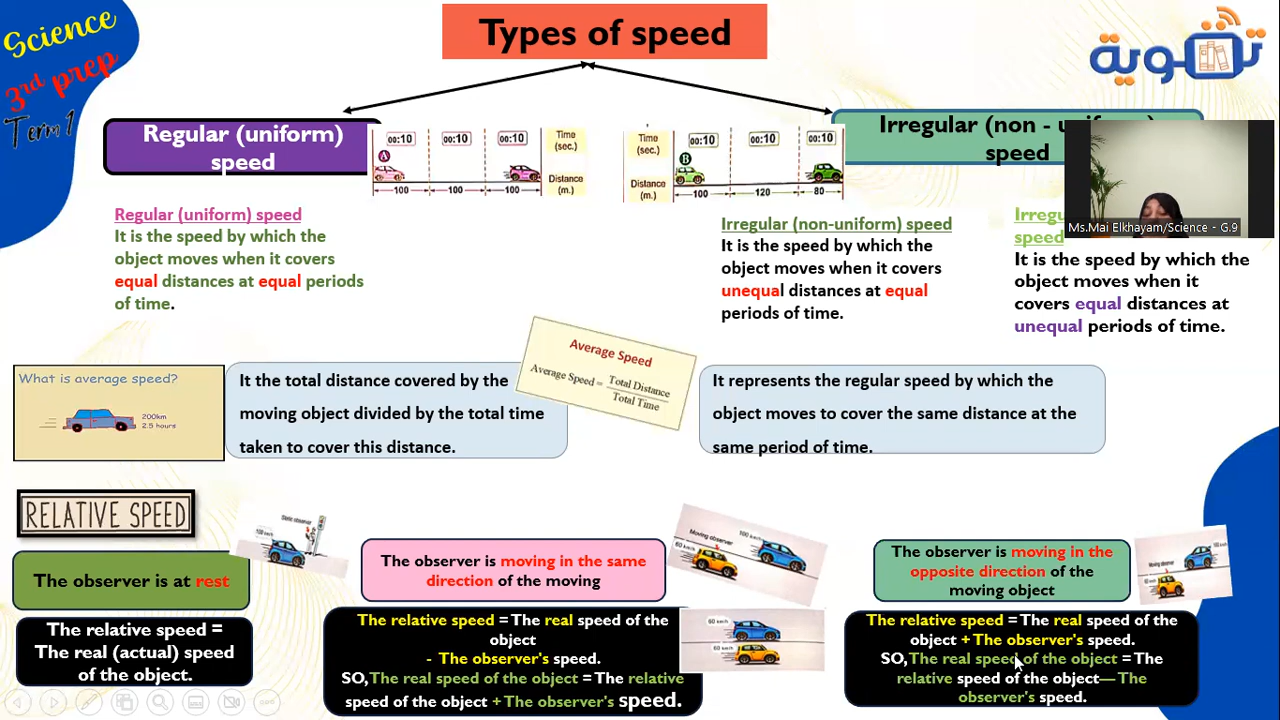 Science
3rd prep
Term 1
Types of speed
تقوية
Regular (uniform)
speed
00:10 00:10 00:10
Time
(sec.)
A
Distance
(m.)
100 100 100
Time
(sec.)
00:10 00:10 00:10
B
Distance
(m.)
100 120 80
Irregular (non - u
speed
Ms.Mai Elkhayam/Science - G.9
Regular (uniform) speed
It is the speed by which the
object moves when it covers
equal distances at equal periods
of time.
Irregular (non-uniform) speed
It is the speed by which the
object moves when it covers
unequal distances at equal
periods of time.
Irregu
speed
It is the speed by which the
object moves when it
covers equal distances at
unequal periods of time.
What is average speed?
200km
2.5 hours
It the total distance covered by the
moving object divided by the total time
taken to cover this distance.
Average Speed
Average Speed = Total Distance
Total Time
It represents the regular speed by which the
object moves to cover the same distance at the
same period of time.
RELATIVE SPEED
The observer is at rest
The relative speed =
The real (actual) speed
of the object.
The observer is moving in the same
direction of the moving
Moving observer
60 km/h
100 km/h
60 km/h
60 km/h
The relative speed = The real speed of the
object
- The observer's speed.
SO,The real speed of the object = The relative
speed of the object + The observer's speed.
The observer is moving in the
opposite direction of the
moving object
The relative speed = The real speed of the
object + The observer's speed.
SO,The real speed of the object = The
relative speed of the object— The
observer's speed.